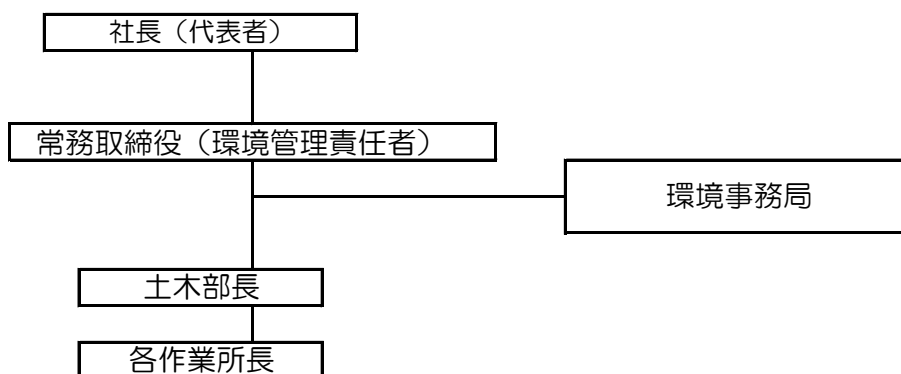 社長（代表者）
常務取締役（環境管理責任者）
環境事務局
土木部長
各作業所長